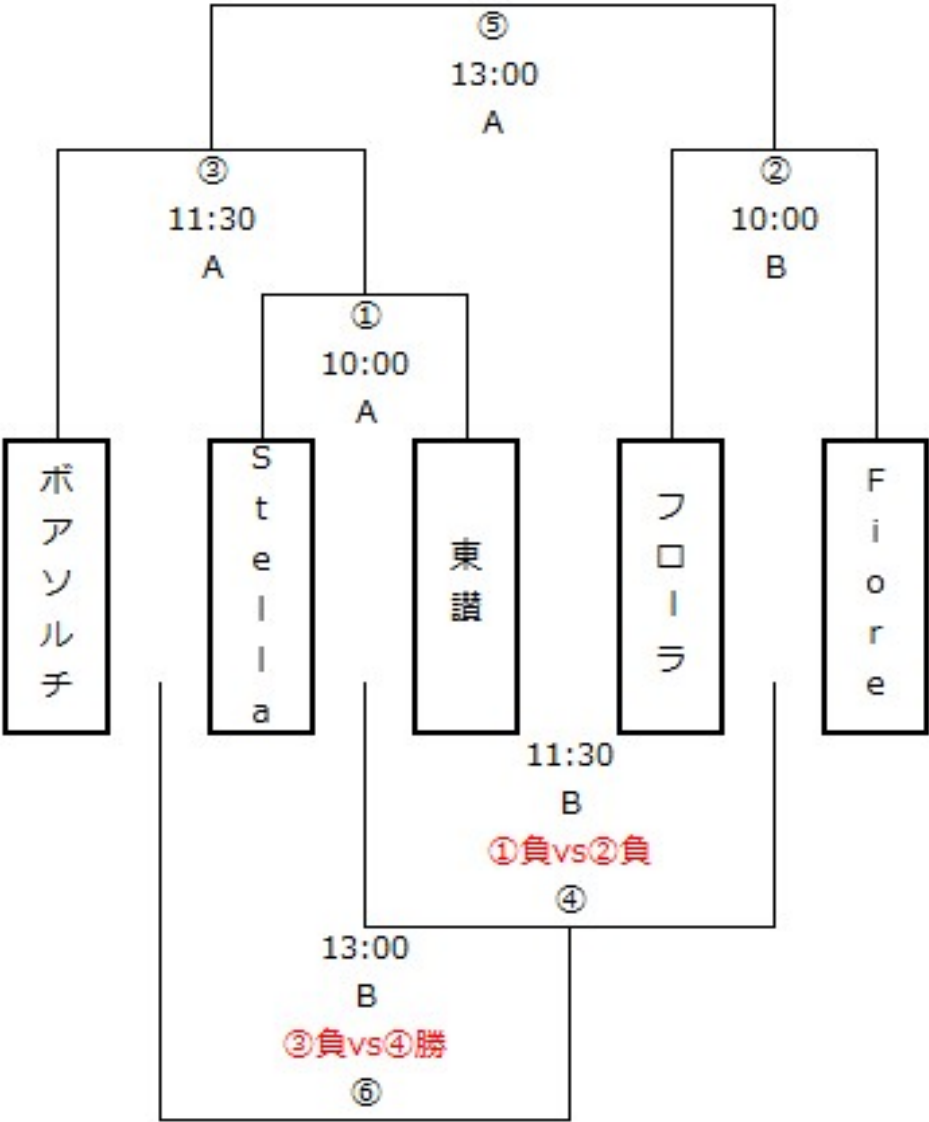 ⑤
13:00
A
③
11:30
A
②
10:00
B
①
10:00
A
ボアソルチ
Stella
東讃
フローラ
Fiore
11:30
B
①負vs②負
④
13:00
B
③負vs④勝
⑥